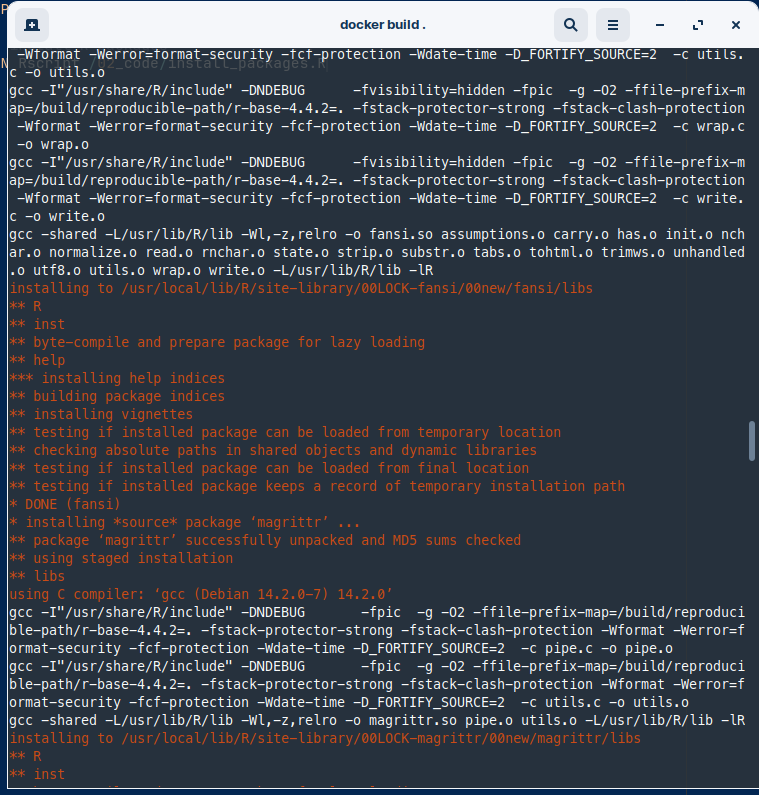 docker build .
-Wformat -Werror=format-security -fcf-protection -Wdate-time -D_FORTIFY_SOURCE=2  -c utils.
Rscript /02_code/install_packages.R
c -o utils.o
gcc -I"/usr/share/R/include" -DNDEBUG      -fvisibility=hidden -fpic  -g -O2 -ffile-prefix-m
ap=/build/reproducible-path/r-base-4.4.2=. -fstack-protector-strong -fstack-clash-protection
 -Wformat -Werror=format-security -fcf-protection -Wdate-time -D_FORTIFY_SOURCE=2  -c wrap.c
 -o wrap.o
gcc -I"/usr/share/R/include" -DNDEBUG      -fvisibility=hidden -fpic  -g -O2 -ffile-prefix-m
ap=/build/reproducible-path/r-base-4.4.2=. -fstack-protector-strong -fstack-clash-protection
 -Wformat -Werror=format-security -fcf-protection -Wdate-time -D_FORTIFY_SOURCE=2  -c write.
c -o write.o
gcc -shared -L/usr/lib/R/lib -Wl,-z,relro -o fansi.so assumptions.o carry.o has.o init.o nch
ar.o normalize.o read.o rnchar.o state.o strip.o substr.o tabs.o tohtml.o trimws.o unhandled
.o utf8.o utils.o wrap.o write.o -L/usr/lib/R/lib -lR
installing to /usr/local/lib/R/site-library/00LOCK-fansi/00new/fansi/libs
** R
** inst
** byte-compile and prepare package for lazy loading
** help
*** installing help indices
** building package indices
** installing vignettes
** testing if installed package can be loaded from temporary location
** checking absolute paths in shared objects and dynamic libraries
** testing if installed package can be loaded from final location
** testing if installed package keeps a record of temporary installation path
* DONE (fansi)
* installing *source* package ‘magrittr’ ...
** package ‘magrittr’ successfully unpacked and MD5 sums checked
** using staged installation
** libs
using C compiler: ‘gcc (Debian 14.2.0-7) 14.2.0’
gcc -I"/usr/share/R/include" -DNDEBUG       -fpic  -g -O2 -ffile-prefix-map=/build/reproduci
ble-path/r-base-4.4.2=. -fstack-protector-strong -fstack-clash-protection -Wformat -Werror=f
ormat-security -fcf-protection -Wdate-time -D_FORTIFY_SOURCE=2  -c pipe.c -o pipe.o
gcc -I"/usr/share/R/include" -DNDEBUG       -fpic  -g -O2 -ffile-prefix-map=/build/reproduci
ble-path/r-base-4.4.2=. -fstack-protector-strong -fstack-clash-protection -Wformat -Werror=f
ormat-security -fcf-protection -Wdate-time -D_FORTIFY_SOURCE=2  -c utils.c -o utils.o
gcc -shared -L/usr/lib/R/lib -Wl,-z,relro -o magrittr.so pipe.o utils.o -L/usr/lib/R/lib -lR
installing to /usr/local/lib/R/site-library/00LOCK-magrittr/00new/magrittr/libs
** R
** inst